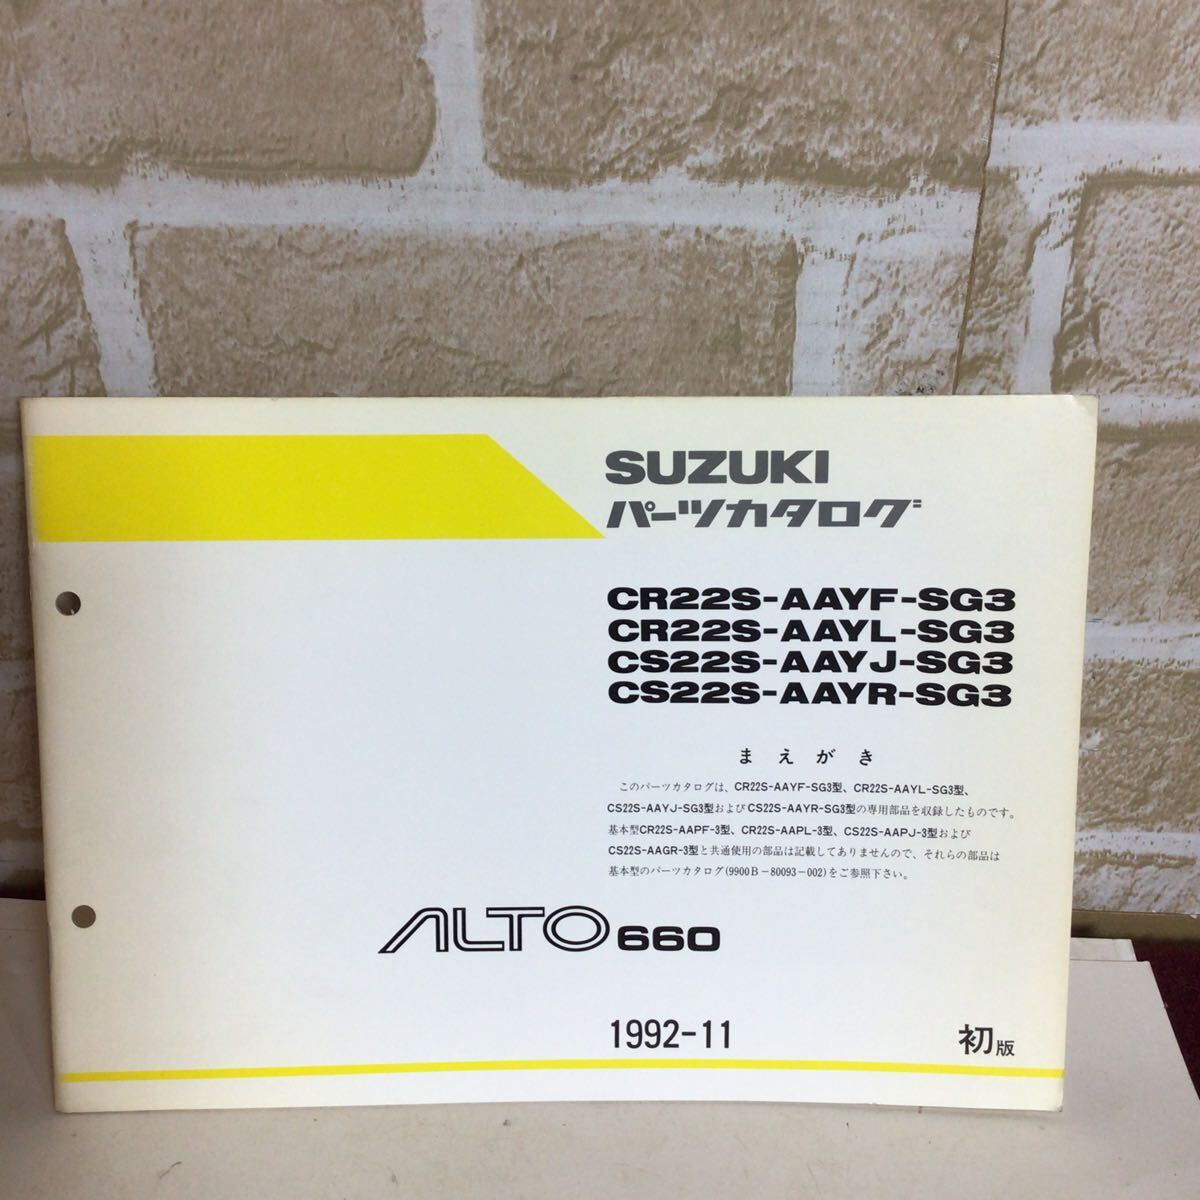 SUZUKI
パーツカタログ
CR22S-AAYF-SG3
CR22S-AAYL-SG3
CS22S-AAYJ-SG3
CS22S-AAYR-SG3
まえがき
このパーツカタログは、CR22S-AAYF-SG3型、CR22S-AAYL-SG3型、
CS22S-AAYJ-SG3型およびCS22S-AAYR-SG3型の専用部品を収録したものです。
基本型CR22S-AAPF-3型、CR22S-AAPL-3型、CS22S-AAPJ-3型および
CS22S-AAGR-3型と共通使用の部品は記載してありませんので、それらの部品は
基本型のパーツカタログ(9900B-80093-002)をご参照下さい。
ALTO 660
1992-11 初版